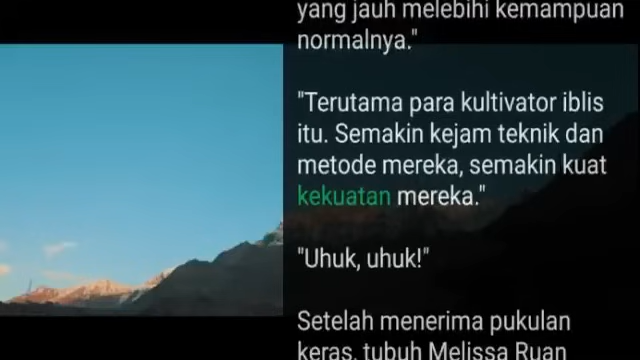 yang jauh melebihi kemampuan
normalnya."
"Terutama para kultivator iblis
itu. Semakin kejam teknik dan
metode mereka, semakin kuat
kekuatan mereka."
"Uhuk, uhuk!"
Setelah menerima pukulan
keras, tubuh Melissa Ruan